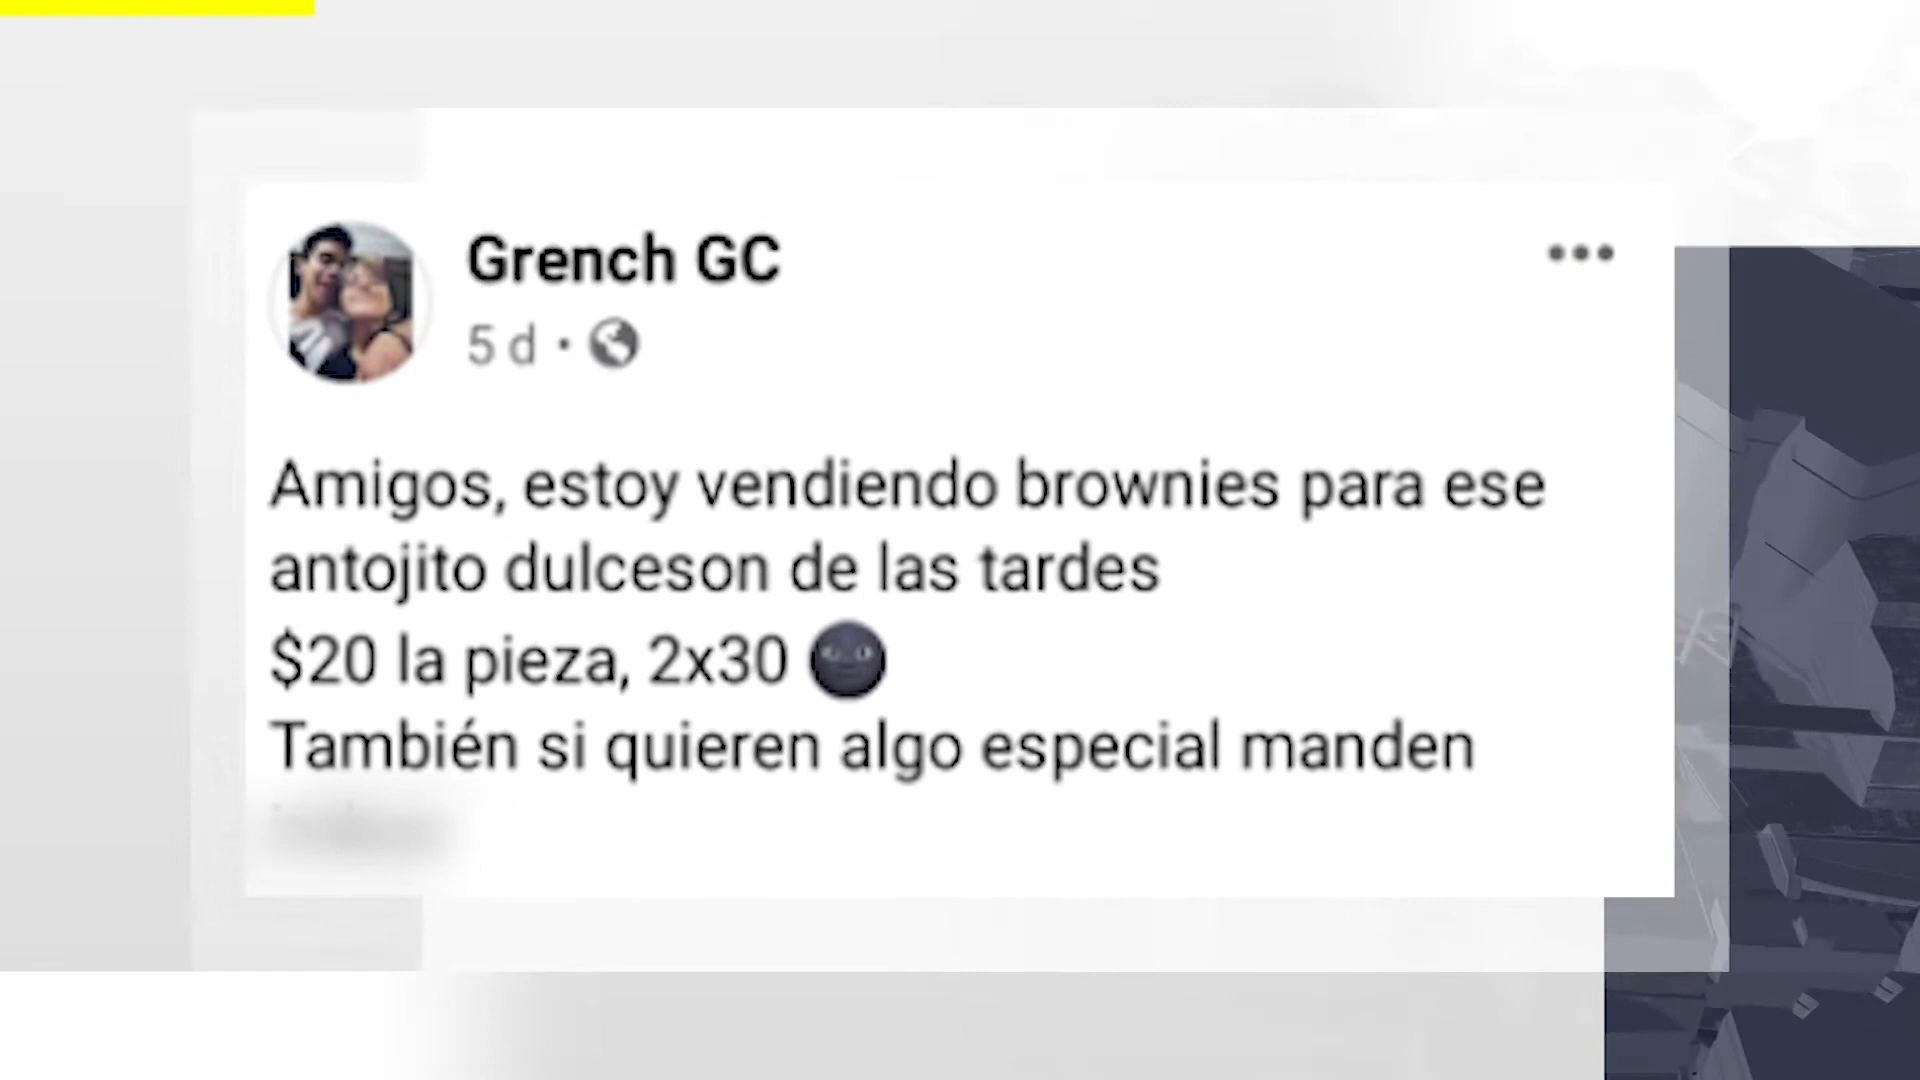 Grench GC
5 d ·
Amigos, estoy vendiendo brownies para ese
antojito dulceson de las tardes
$20 la pieza, 2x30 🌚
También si quieren algo especial manden